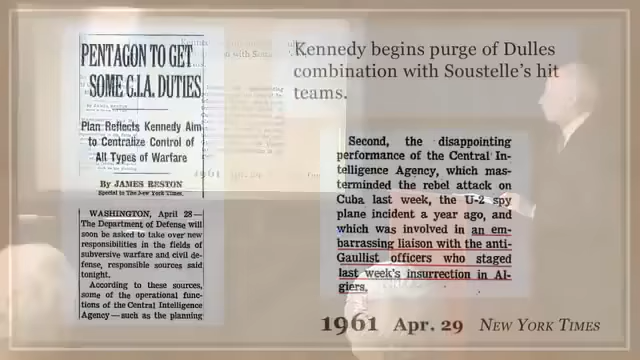 PENTAGON TO GET
SOME C.I.A. DUTIES
Plan Reflects Kennedy Aim
to Centralize Control of
All Types of Warfare
By JAMES RESTON
Special to The New York Times.
WASHINGTON, April 28—
The Department of Defense will
soon be asked to take over new
responsibilities in the fields of
subversive warfare and civil de-
fense, responsible sources said
tonight.
According to these sources,
some of the operational func-
tions of the Central Intelligence
Agency—such as the planning
Kennedy begins purge of Dulles
combination with Soustelle's hit
teams.
Second, the disappointing
performance of the Central In-
telligence Agency, which mas-
terminded the rebel attack on
Cuba last week, the U-2 spy
plane incident a year ago, and
which was involved in an em-
barrassing liaison with the anti-
Gaullist officers who staged
last week's insurrection in Al-
giers.
1961 Apr. 29 NEW YORK TIMES